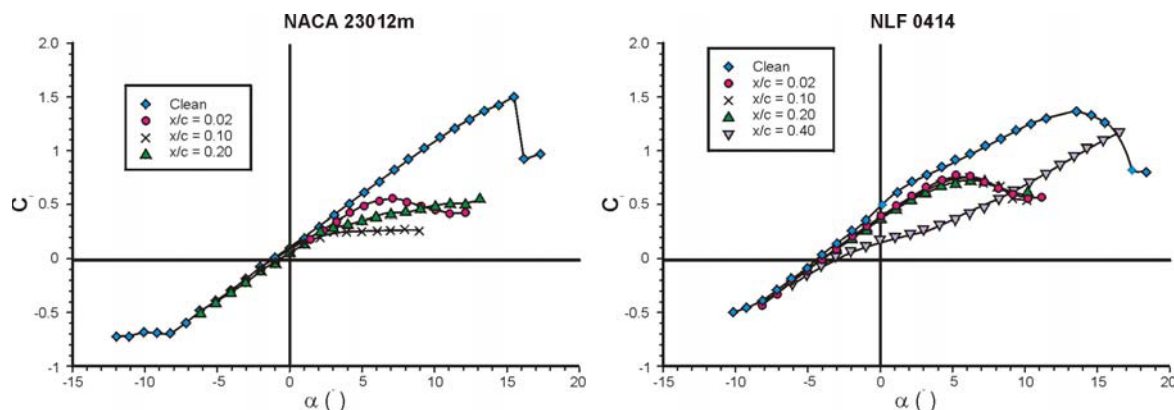 NACA 23012m
2.0
1.5
1.0
0.5
0
-0.5
-1
C
Clean
x/c = 0.02
x/c = 0.10
x/c = 0.20
-15 -10 -5 0 5 10 15 20
α (˚)
NLF 0414
2.0
1.5
1.0
0.5
0
-0.5
-1
C
Clean
x/c = 0.02
x/c = 0.10
x/c = 0.20
x/c = 0.40
-15 -10 -5 0 5 10 15 20
α (˚)